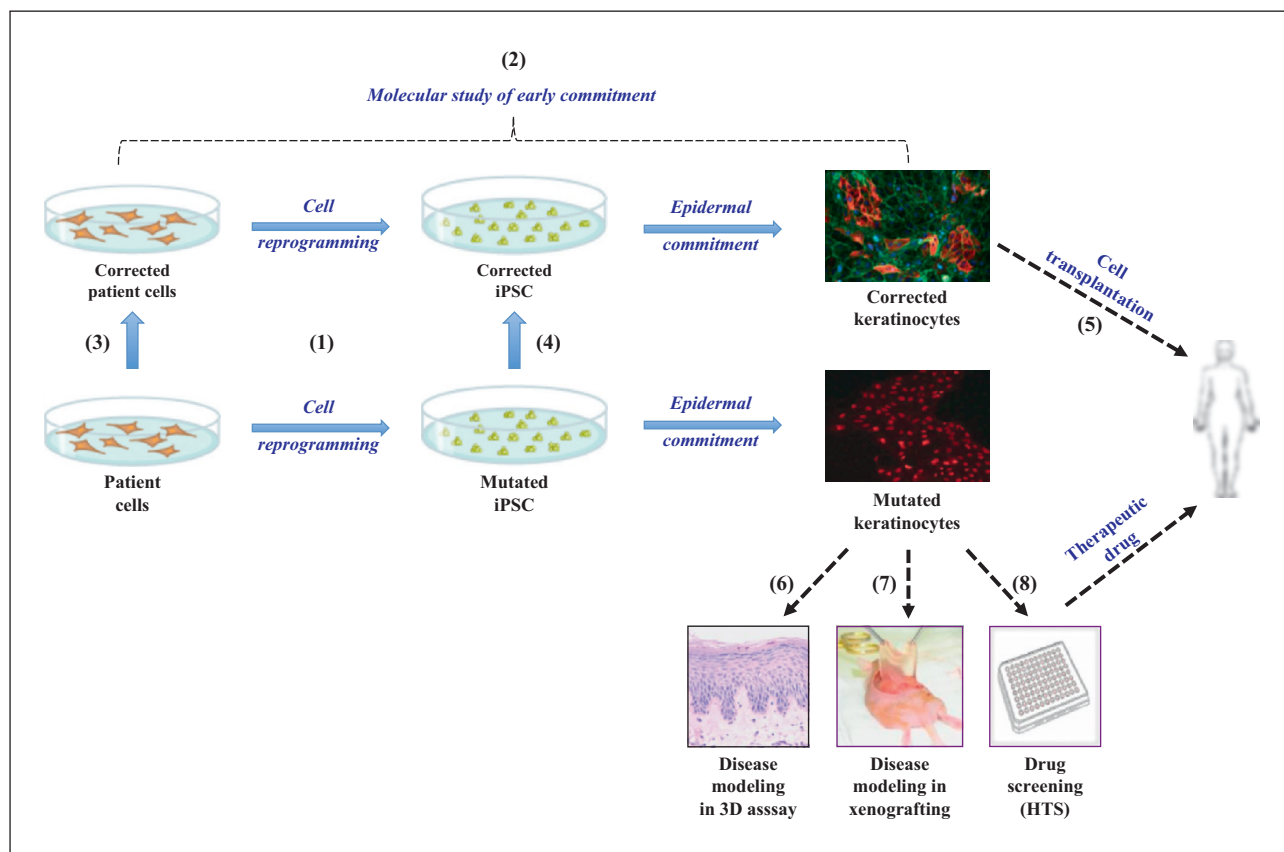 (2)
Molecular study of early commitment
Cell
reprogramming
Epidermal
commitment
Corrected
patient cells
Corrected
iPSC
Corrected
keratinocytes
Cell
transplantation
(5)
(3)
(1)
(4)
Cell
reprogramming
Epidermal
commitment
Patient
cells
Mutated
iPSC
Mutated
keratinocytes
Therapeutic
drug
(6)
(7)
(8)
Disease
modeling
in 3D asssay
Disease
modeling in
xenografting
Drug
screening
(HTS)